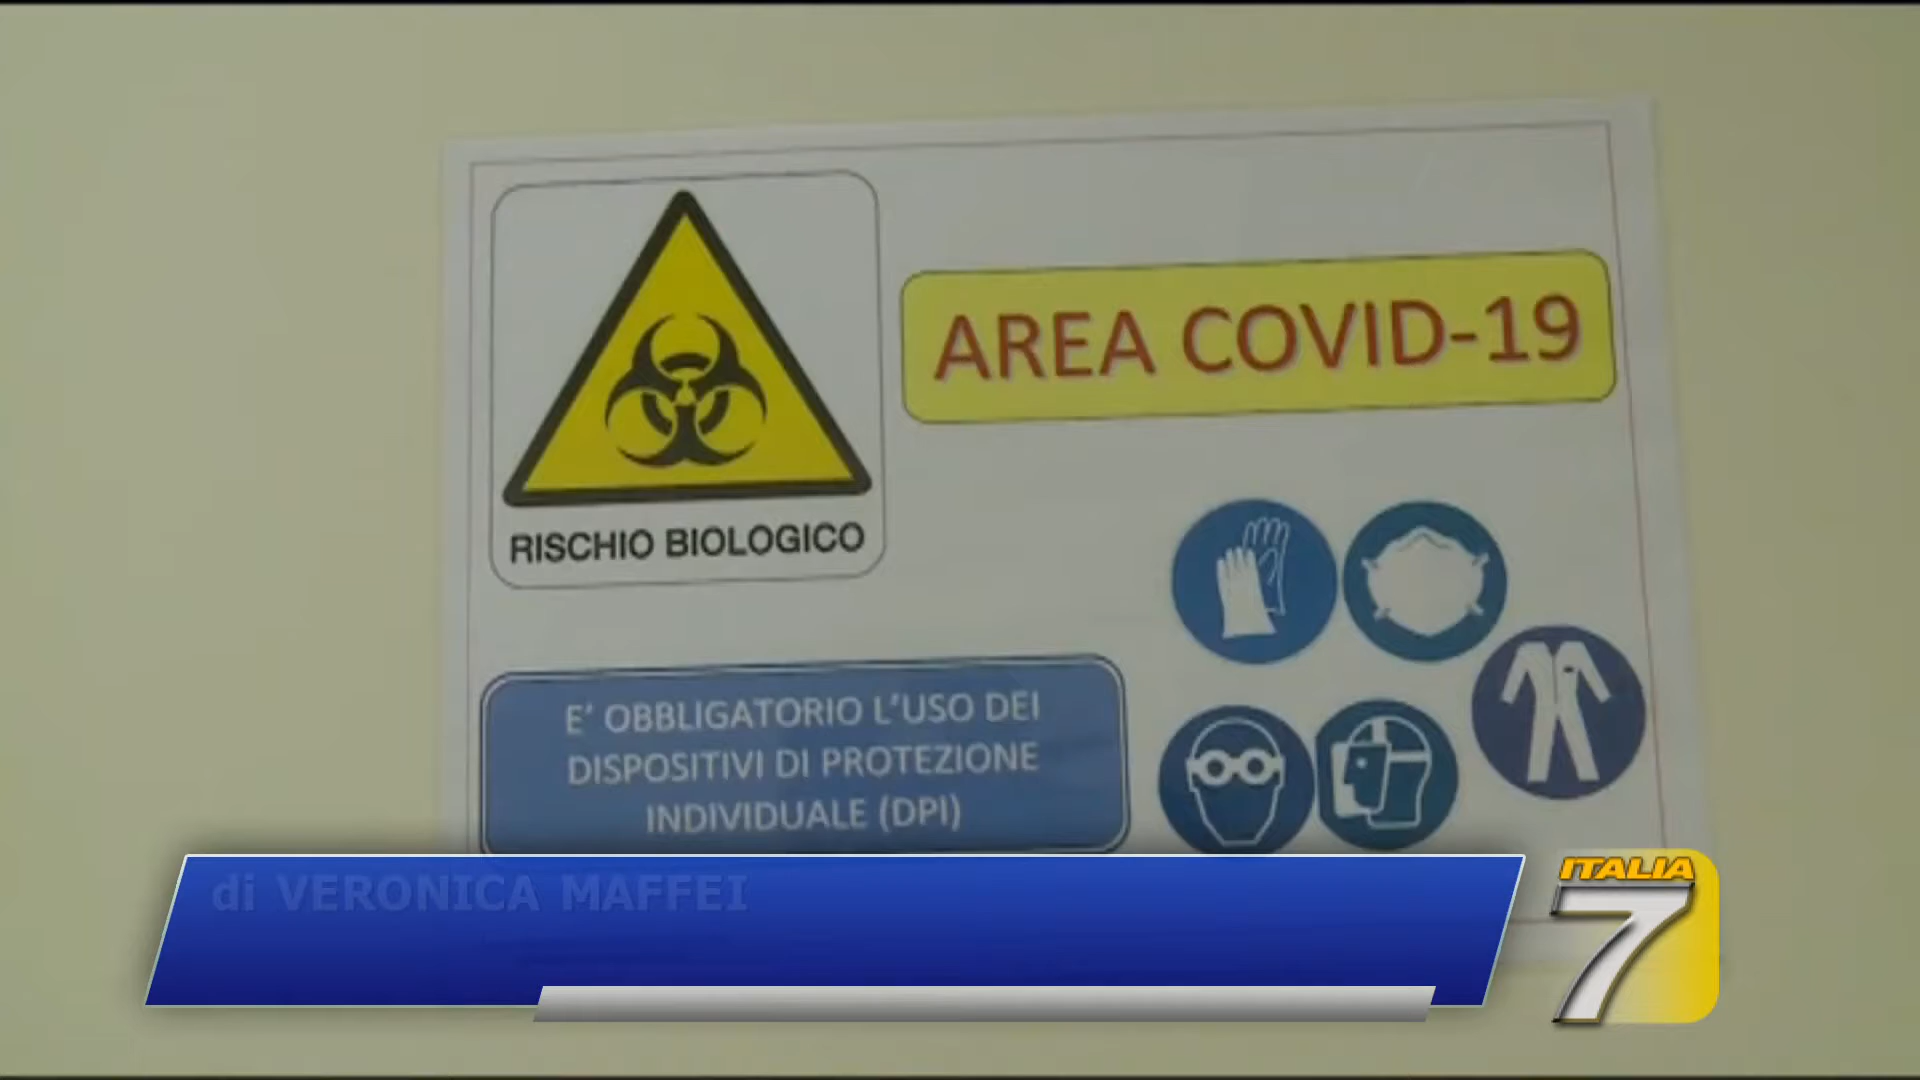 AREA COVID-19
RISCHIO BIOLOGICO
E' OBBLIGATORIO L'USO DEI
DISPOSITIVI DI PROTEZIONE
INDIVIDUALE (DPI)
di VERONICA MAFFEI
ITALIA
7